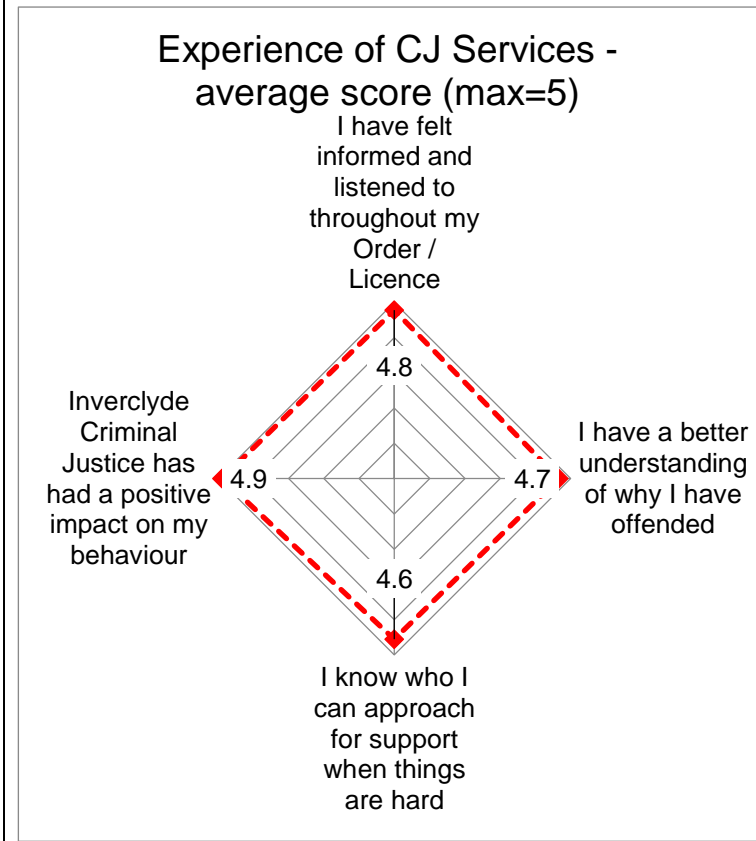 Experience of CJ Services -
average score (max=5)
I have felt
informed and
listened to
throughout my
Order /
Licence
4.8
Inverclyde
Criminal
Justice has
had a positive
impact on my
behaviour
4.9
4.7
I have a better
understanding
of why I have
offended
4.6
I know who I
can approach
for support
when things
are hard